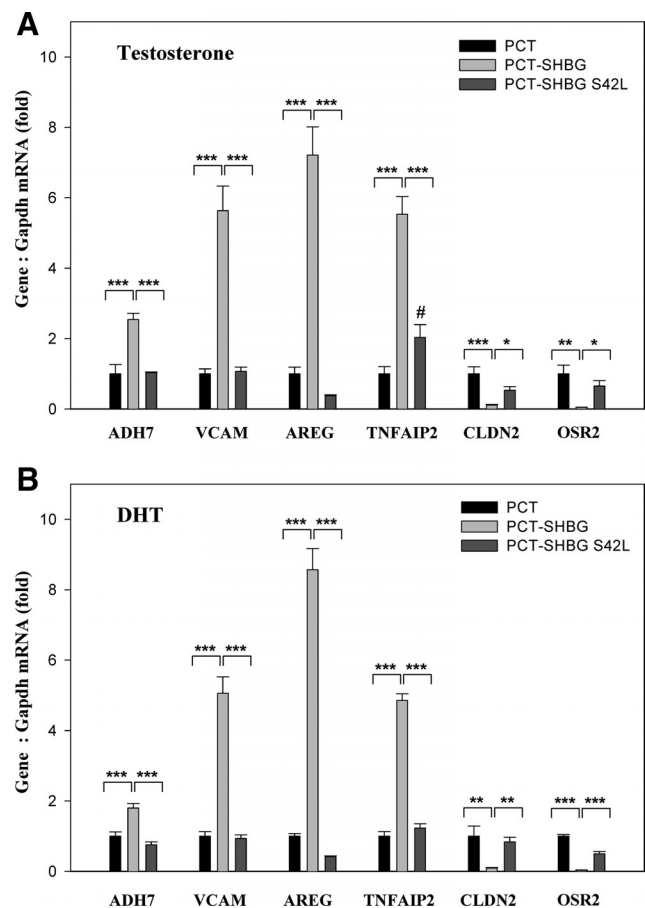 A
Testosterone
PCT
PCT-SHBG
PCT-SHBG S42L
Gene : Gapdh mRNA (fold)
10
8
6
4
2
0
*** ***
*** ***
*** ***
*** ***
#
*** *
** *
ADH7 VCAM AREG TNFAIP2 CLDN2 OSR2
B
DHT
PCT
PCT-SHBG
PCT-SHBG S42L
Gene : Gapdh mRNA (fold)
10
8
6
4
2
0
*** ***
*** ***
*** ***
*** ***
** **
*** ***
ADH7 VCAM AREG TNFAIP2 CLDN2 OSR2